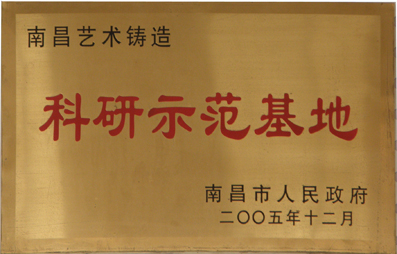 南昌艺术铸造
科研示范基地
南昌市人民政府
二〇〇五年十二月